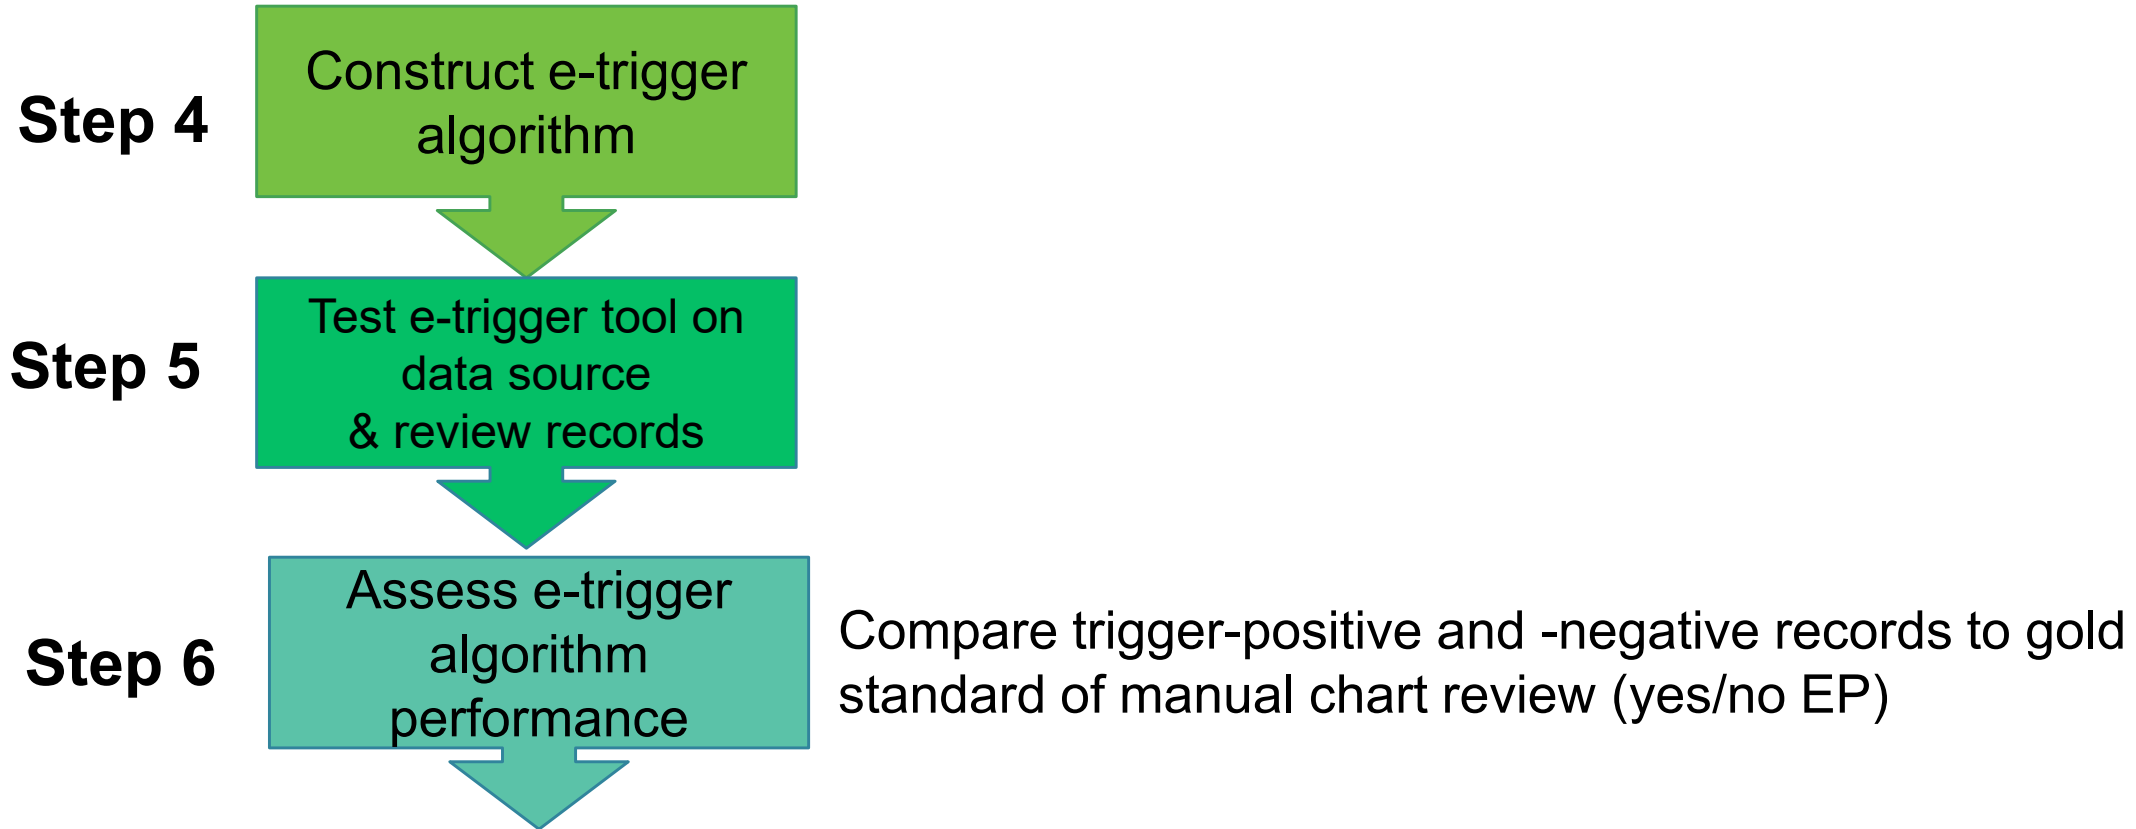 Step 4
Construct e-trigger
algorithm
Step 5
Test e-trigger tool on
data source
& review records
Step 6
Assess e-trigger
algorithm
performance
Compare trigger-positive and -negative records to gold
standard of manual chart review (yes/no EP)